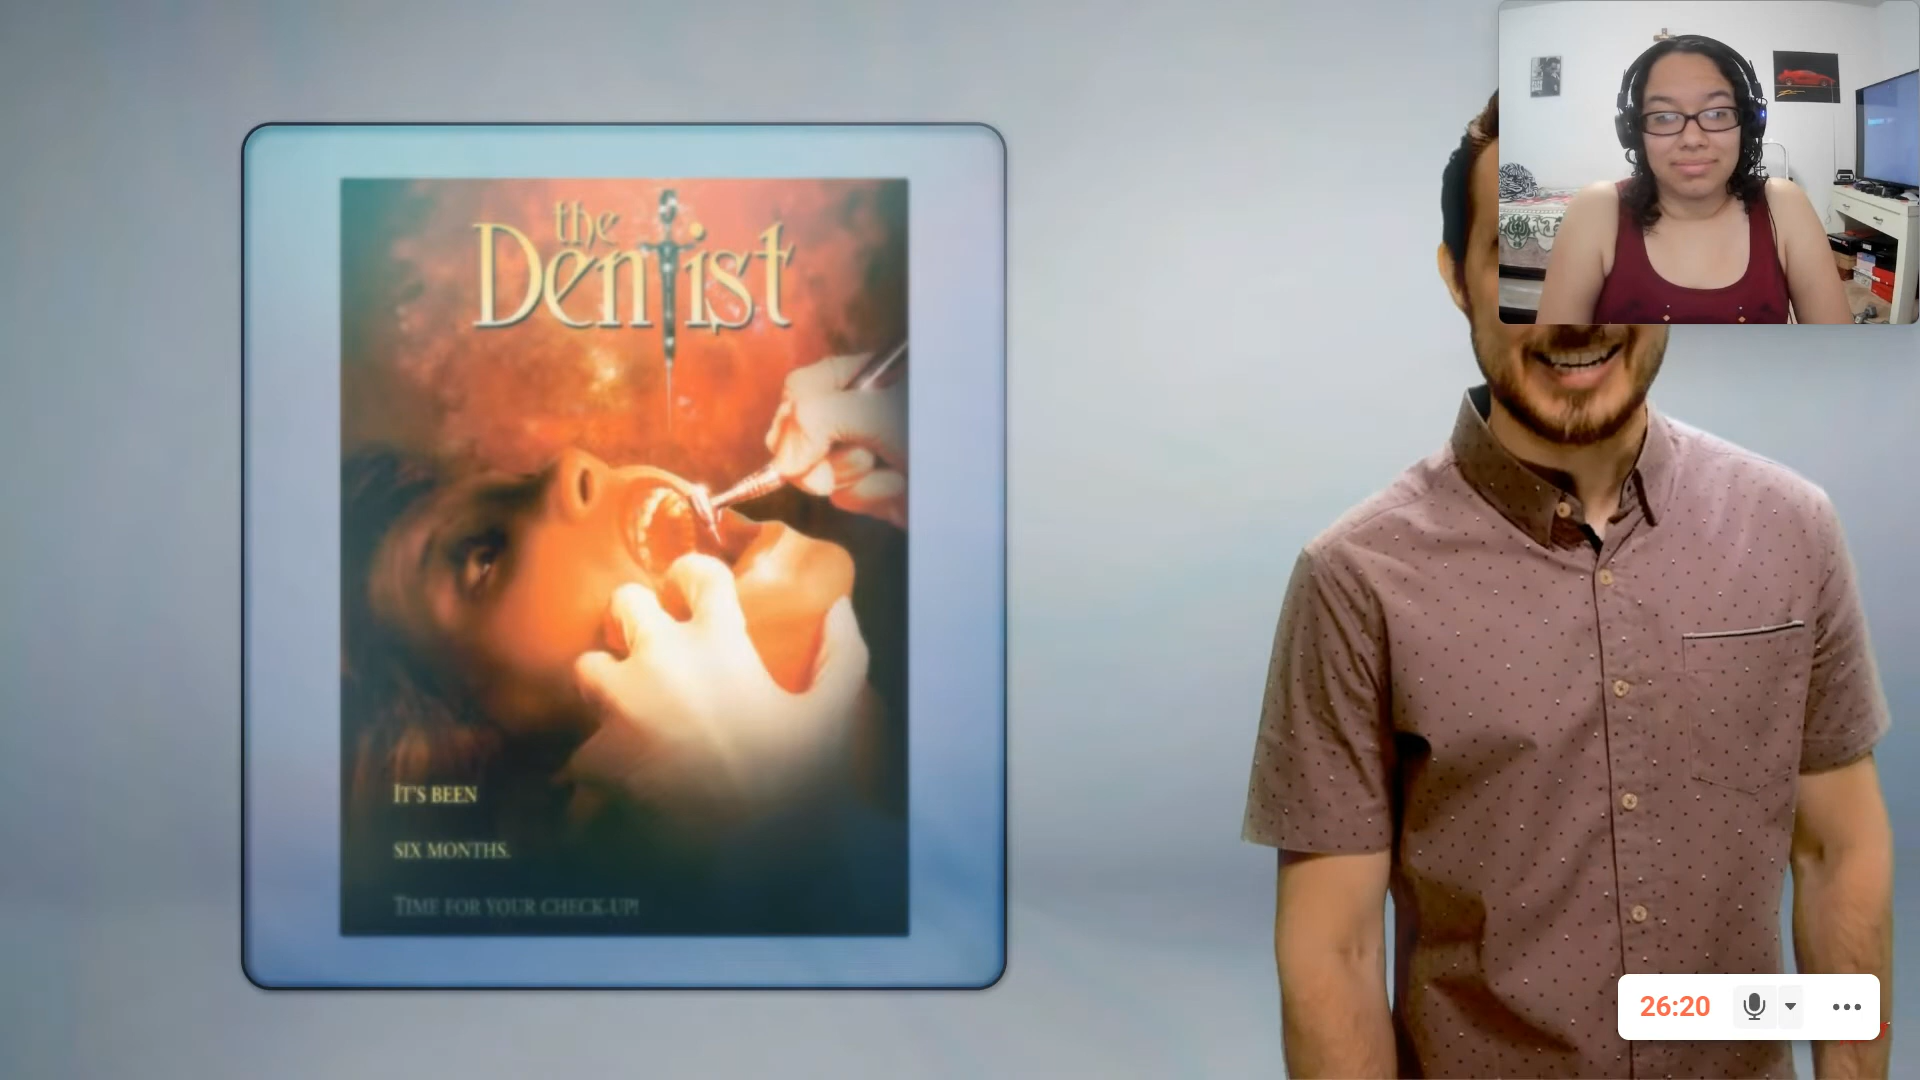 the
Dentist
IT'S BEEN
SIX MONTHS.
TIME FOR YOUR CHECK-UP!
26:20